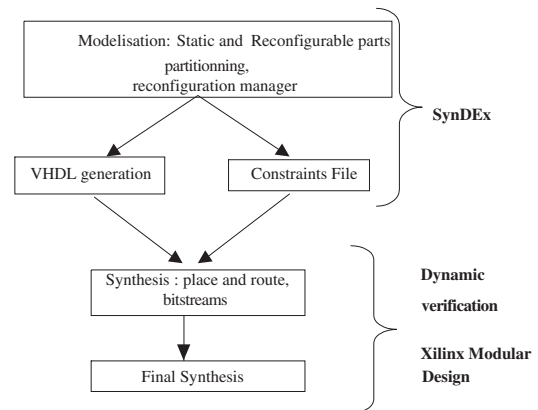 Modelisation: Static and Reconfigurable parts
partitionning,
reconfiguration manager
SynDEx
VHDL generation
Constraints File
Synthesis : place and route,
bitstreams
Dynamic
verification
Xilinx Modular
Design
Final Synthesis